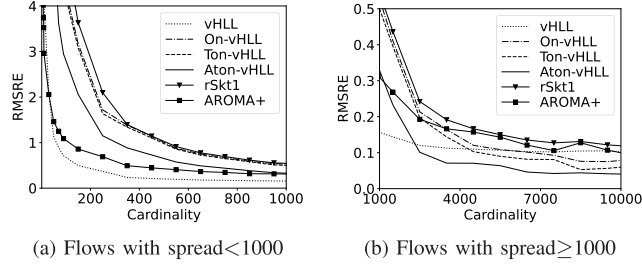 4
3
2
1
0
RMSRE
200
400
600
800
1000
Cardinality
vHLL
On-vHLL
Ton-vHLL
Aton-vHLL
rSkt1
AROMA+
(a) Flows with spread<1000
0.5
0.4
0.3
0.2
0.1
0.0
RMSRE
1000
4000
7000
10000
Cardinality
vHLL
On-vHLL
Ton-vHLL
Aton-vHLL
rSkt1
AROMA+
(b) Flows with spread≥1000